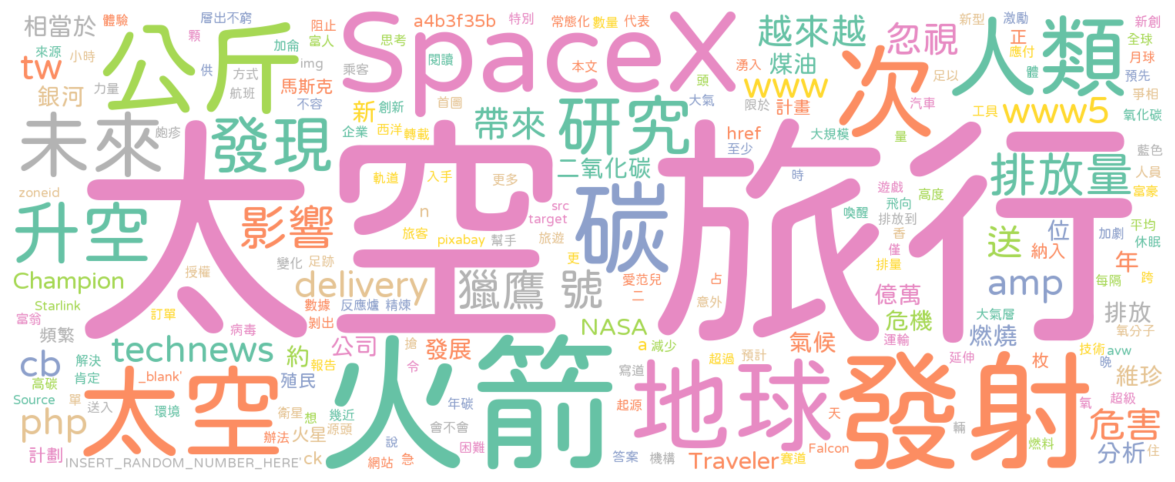 相當於 體驗 層出不窮 阻止 SpaceX a4b3f35b 特別 常態化 數量 代表 越來越 忽視 激勵 新型 人類 新創
來源 小時 公斤 顆 加侖 富人 思考 閱讀 本文 湧入 頭 煤油 次 應付 正 全球
tw 供 img 乘客 大氣 www 足以 體 月球
銀河 力量 方式 航班 馬斯克 不容 新 創新 首圖 帶來 研究 限於 計畫 汽車 工具 www5 預先 爭相
未來 皰疹 發現 企業 西洋 轉載 href 至少 大規模 量 氧化碳
zoneid 太空 旅行 軌道 入手 更多 二氧化碳 時 遊戲 高度 排放量 藍色 人員 富豪
升空 影響 n src target 碳 喚醒 飛向 排放到
旅客 pixabay 幫手 旅遊 更 香 僅 排量 送 位 加劇 平均 休眠
Champion 授權 變化 足跡 delivery 獵鷹 號 愛范兒 占 納入 年 每隔 跨
Starlink 訂單 數據 反應爐 精煉 二 意外 億萬 amp 排放
富翁 頻繁 病毒 剝出 NASA 危機 大氣層 燃燒 氧分子
technews 約 公司 搶 發展 a 減少 氣候 運輸 技術 avw
cb 解決 肯定 _blank' 報告 令 火箭 超過 預計 延伸 枚 晚 維珍
高碳 Source 單 送入 太空 殖民 寫道 地球 發射 氧 超級
php 環境 衛星 想 幾近 年碳 起源 天 危害
計劃 辦法 火星 源頭 會不會 說 困難 答案 機構 Traveler Falcon 賽道 輛 燃料 分析 住
INSERT_RANDOM_NUMBER_HERE' ck 網站 急